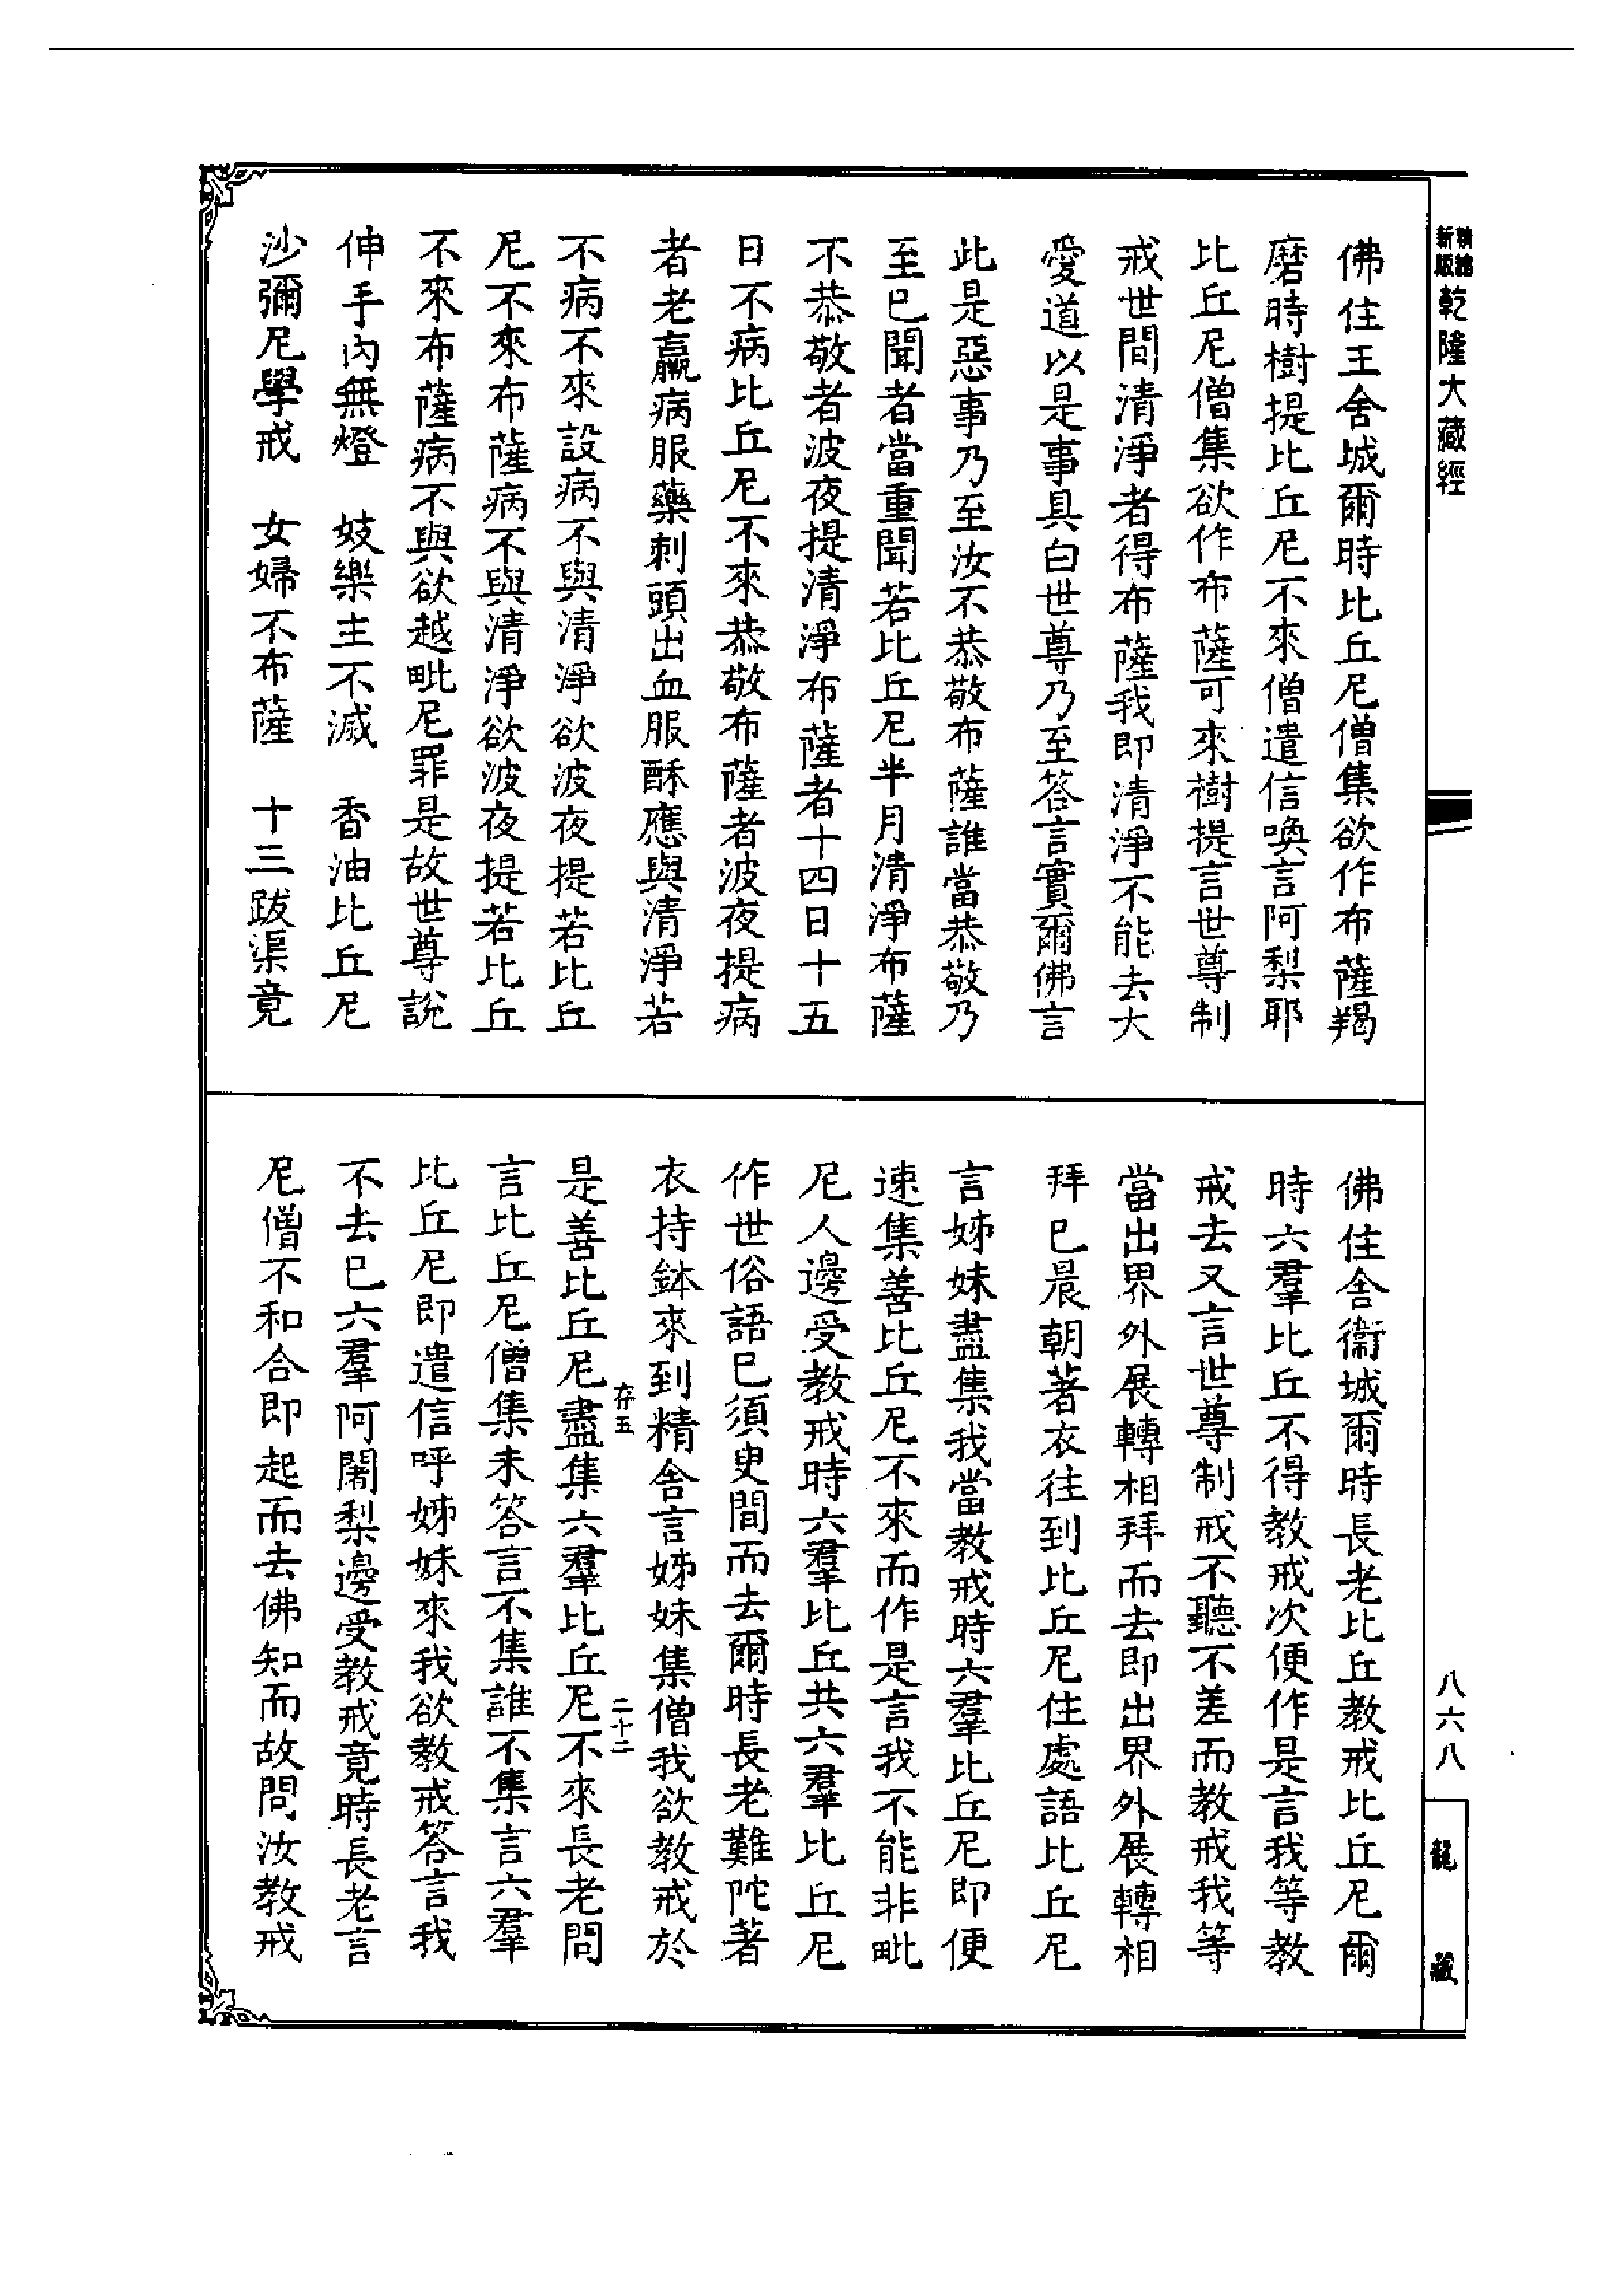 新版
乾隆大藏經
佛住王舍城爾時比丘尼僧集欲作布薩羯
磨時樹提比丘尼不來僧遣信喚言阿梨耶
比丘尼僧集欲作布薩可來樹提言世尊制
戒世間清淨者得布薩我即清淨不能去大
愛道以是事具白世尊乃至答言實爾佛言
此是惡事乃至汝不恭敬布薩誰當恭敬乃
至已聞者當重聞若比丘尼半月清淨布薩
不恭敬者波夜提清淨布薩者十四日十五
日不病比丘尼不來恭敬布薩者波夜提病
者老羸病服藥刺頭出血服酥應與清淨若
不病不來設病不與清淨欲波夜提若比丘
尼不來布薩病不與清淨欲波夜提若比丘
不來布薩病不與欲越毗尼罪是故世尊說
伸手內無燈　妓樂主不滅　香油比丘尼
沙彌尼學戒　女婦不布薩　十三跋渠竟
佛住舍衞城爾時長老比丘教戒比丘尼爾
時六羣比丘不得教戒次便作是言我等教
戒去又言世尊制戒不聽不差而教戒我等
當出界外展轉相拜而去即出界外展轉相
拜已晨朝著衣往到比丘尼住處語比丘尼
言姊妹盡集我當教戒時六羣比丘尼即便
速集善比丘尼不來而作是言我不能非毗
尼人邊受教戒時六羣比丘共六羣比丘尼
作世俗語已須臾間而去爾時長老難陀著
衣持鉢來到精舍言姊妹集僧我欲教戒於
存五
二十二
是善比丘尼盡集六羣比丘尼不來長老問
言比丘尼僧集未答言不集誰不集言六羣
比丘尼即遣信呼姊妹來我欲教戒答言我
不去已六羣阿闍梨邊受教戒竟時長老言
尼僧不和合即起而去佛知而故問汝教戒
八六八
龍藏